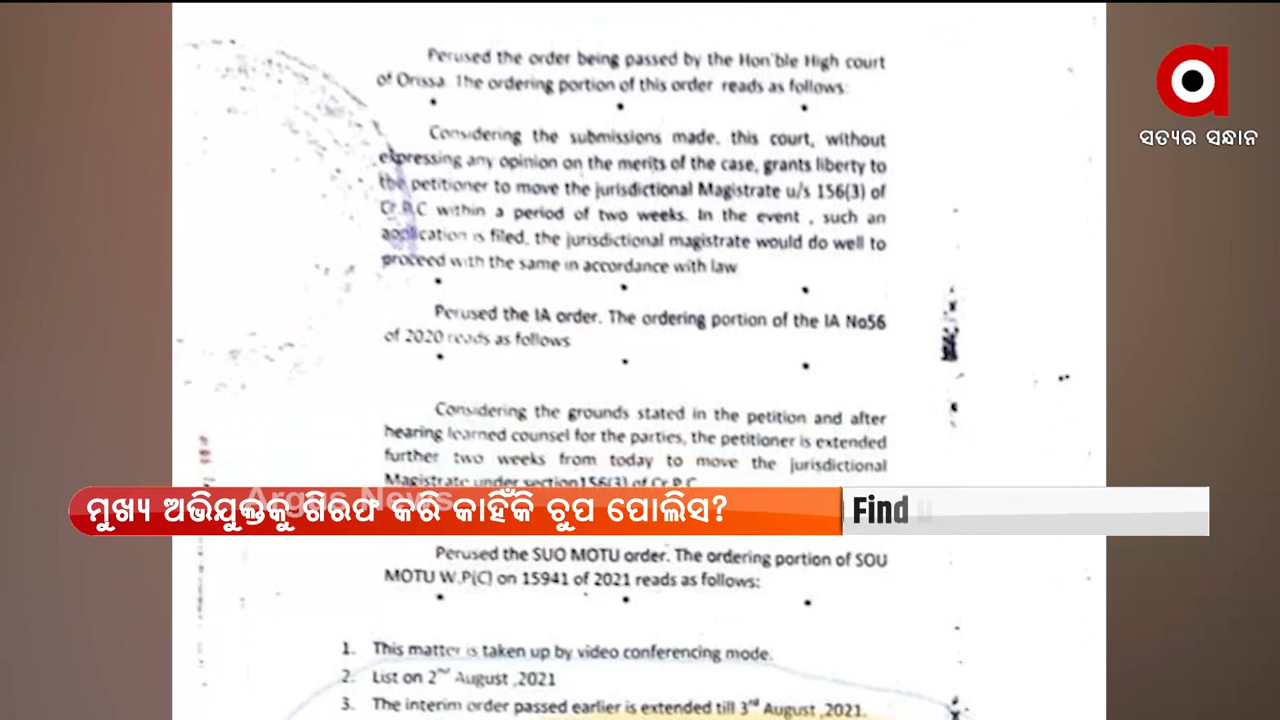 Perused the order being passed by the Hon'ble High court
of Orissa. The ordering portion of this order reads as follows:
ସତ୍ୟର ସନ୍ଧାନ
Considering the submissions made, this court, without
expressing any opinion on the merits of the case, grants liberty to
the petitioner to move the jurisdictional Magistrate u/s 156(3) of
Cr.P.C within a period of two weeks. In the event , such an
application is filed, the jurisdictional magistrate would do well to
proceed with the same in accordance with law
Perused the IA order. The ordering portion of the IA No56
of 2020 reads as follows
Considering the grounds stated in the petition and after
hearing learned counsel for the parties, the petitioner is extended
further two weeks from today to move the jurisdictional
Magistrate under section156(3) of Cr.P.C
Argus News
ମୁଖ୍ୟ ଅଭିଯୁକ୍ତକୁ ଗିରଫ କରି କାହିଁକି ଚୁପ ପୋଲିସ?
Find
Perused the SUO MOTU order. The ordering portion of SOU
MOTU W.P(C) on 15941 of 2021 reads as follows:
1. This matter is taken up by video conferencing mode.
2. List on 2nd August ,2021
3. The interim order passed earlier is extended till 3rd August ,2021.